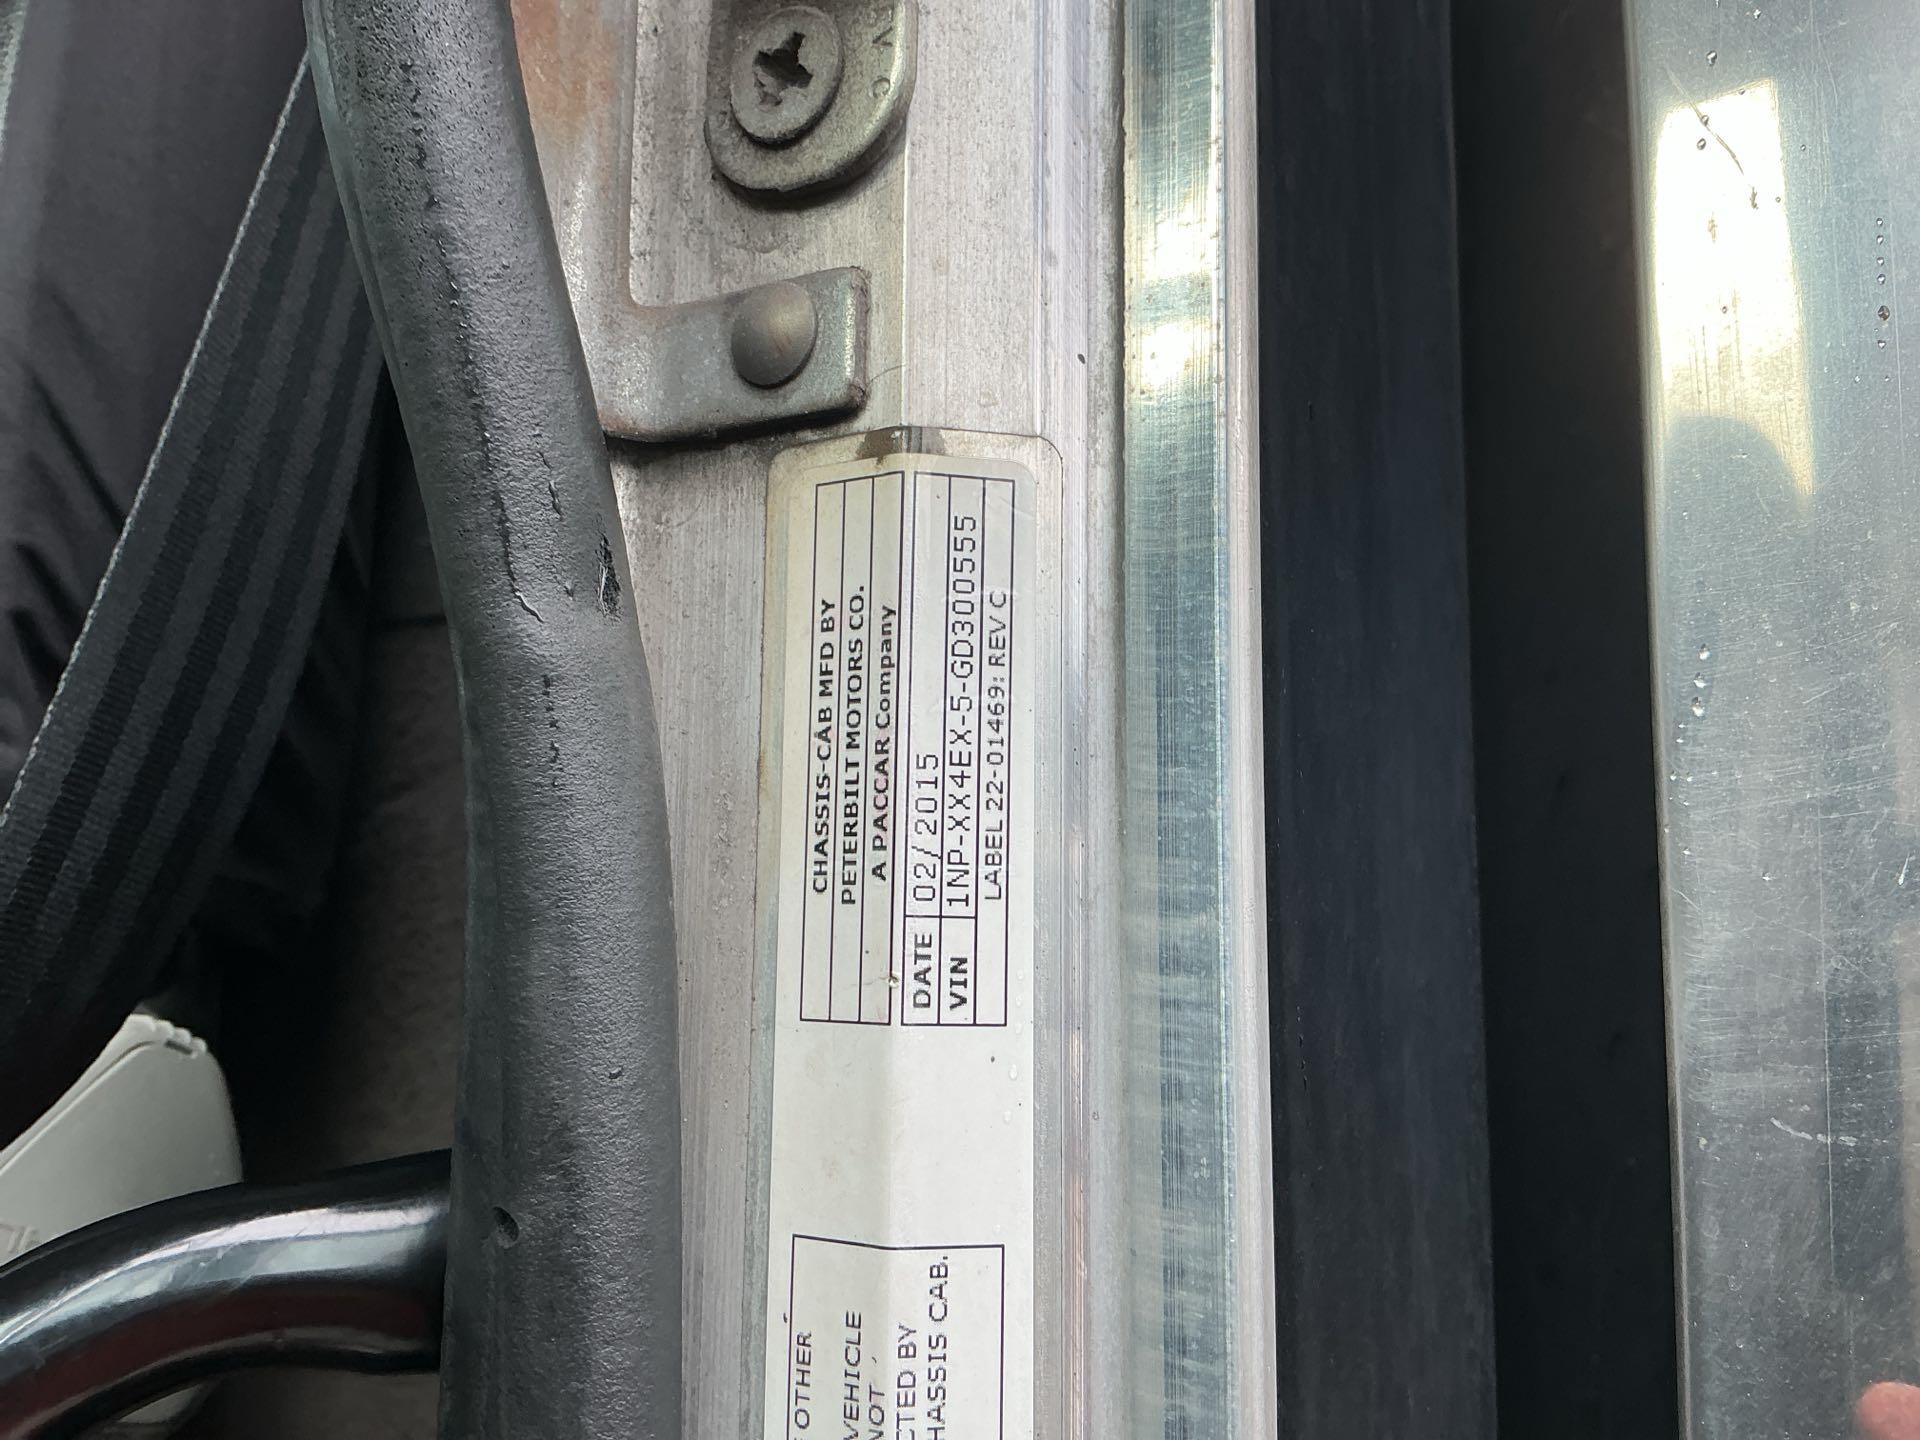 CHASSIS-CAB MFD BY
PETERBILT MOTORS CO.
A PACCAR Company
DATE 02/2015
VIN 1NP-XX4EX-5-GD300555
LABEL 22-01469: REV C
OTHER
VEHICLE
NOT
CTED BY
HASSIS CAB.